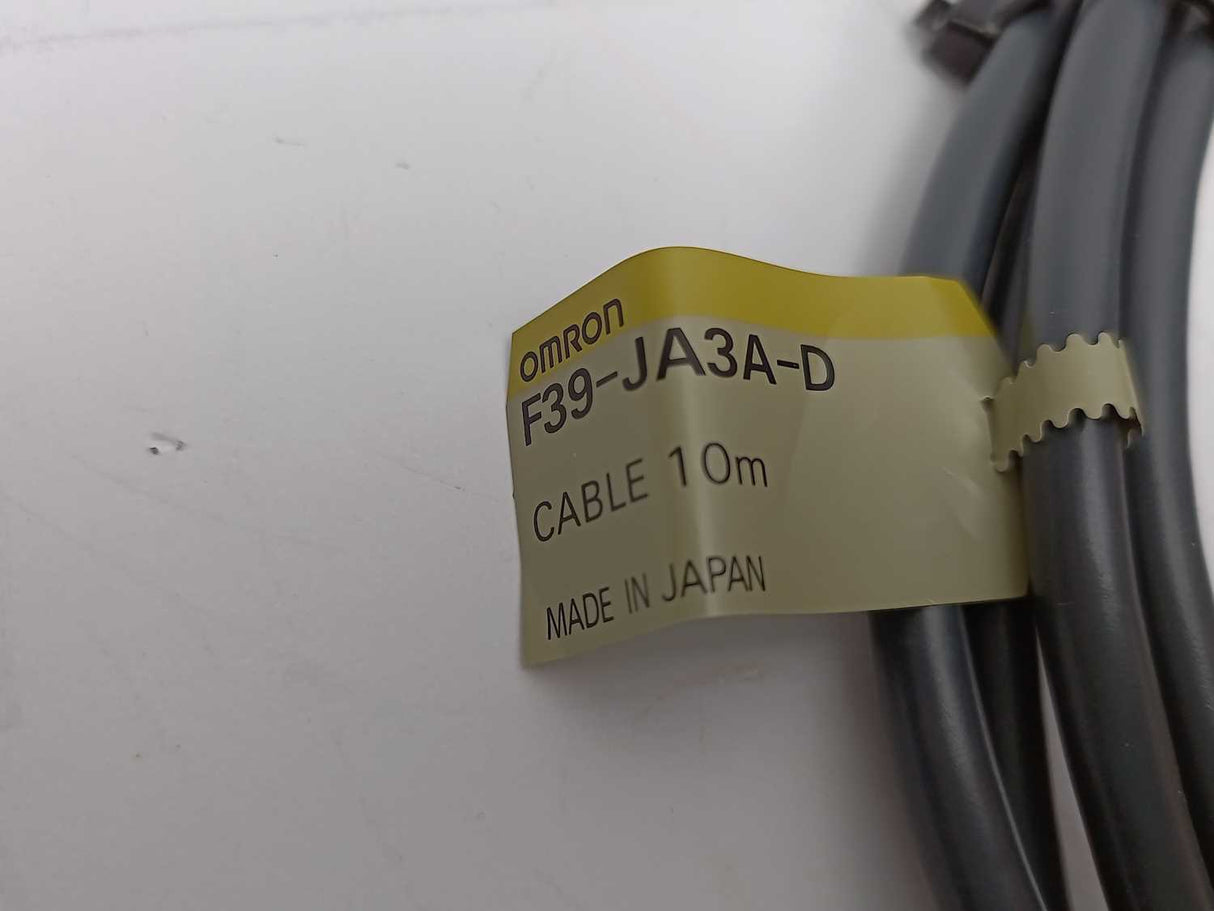 OMRON
F39-JA3A-D
CABLE 10m
MADE IN JAPAN